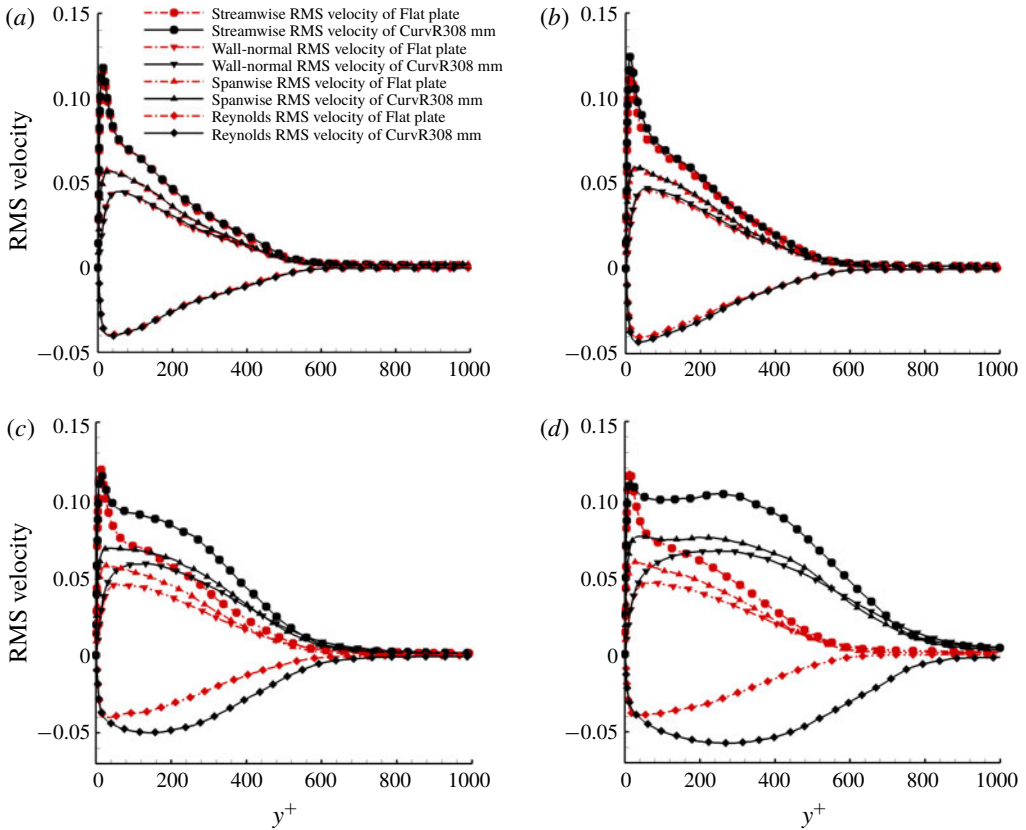 (a)
0.15
0.10
0.05
0
−0.05
RMS velocity
Streamwise RMS velocity of Flat plate
Streamwise RMS velocity of CurvR308 mm
Wall-normal RMS velocity of Flat plate
Wall-normal RMS velocity of CurvR308 mm
Spanwise RMS velocity of Flat plate
Spanwise RMS velocity of CurvR308 mm
Reynolds RMS velocity of Flat plate
Reynolds RMS velocity of CurvR308 mm
0 200 400 600 800 1000
(b)
0.15
0.10
0.05
0
−0.05
0 200 400 600 800 1000
(c)
0.15
0.10
0.05
0
−0.05
RMS velocity
0 200 400 600 800 1000
y+
(d)
0.15
0.10
0.05
0
−0.05
0 200 400 600 800 1000
y+